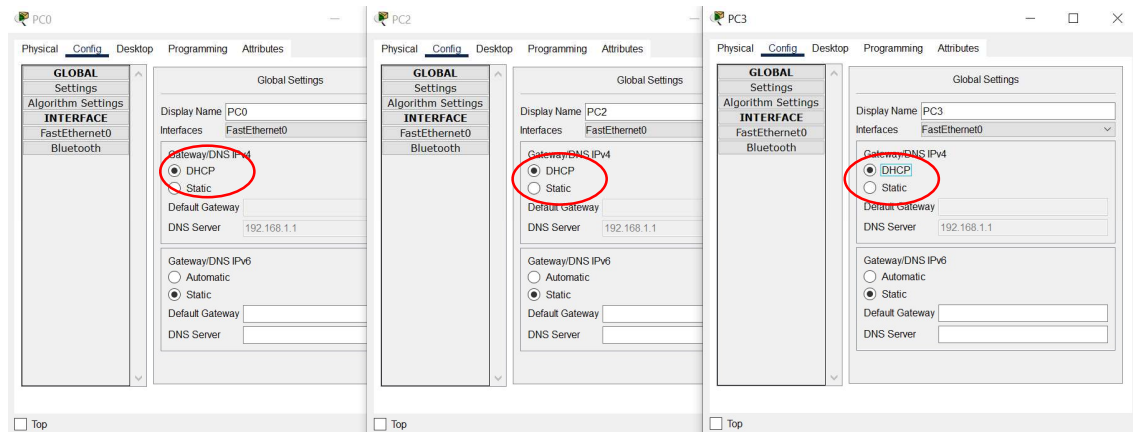 PC0
Physical Config Desktop Programming Attributes
GLOBAL
Settings
Algorithm Settings
INTERFACE
FastEthernet0
Bluetooth
Global Settings
Display Name PC0
Interfaces FastEthernet0
Gateway/DNS IPv4
DHCP
Static
Default Gateway
DNS Server 192.168.1.1
Gateway/DNS IPv6
Automatic
Static
Default Gateway
DNS Server
Top
PC2
Physical Config Desktop Programming Attributes
GLOBAL
Settings
Algorithm Settings
INTERFACE
FastEthernet0
Bluetooth
Global Settings
Display Name PC2
Interfaces FastEthernet0
Gateway/DNS IPv4
DHCP
Static
Default Gateway
DNS Server 192.168.1.1
Gateway/DNS IPv6
Automatic
Static
Default Gateway
DNS Server
Top
PC3
Physical Config Desktop Programming Attributes
GLOBAL
Settings
Algorithm Settings
INTERFACE
FastEthernet0
Bluetooth
Global Settings
Display Name PC3
Interfaces FastEthernet0
Gateway/DNS IPv4
DHCP
Static
Default Gateway
DNS Server 192.168.1.1
Gateway/DNS IPv6
Automatic
Static
Default Gateway
DNS Server
Top